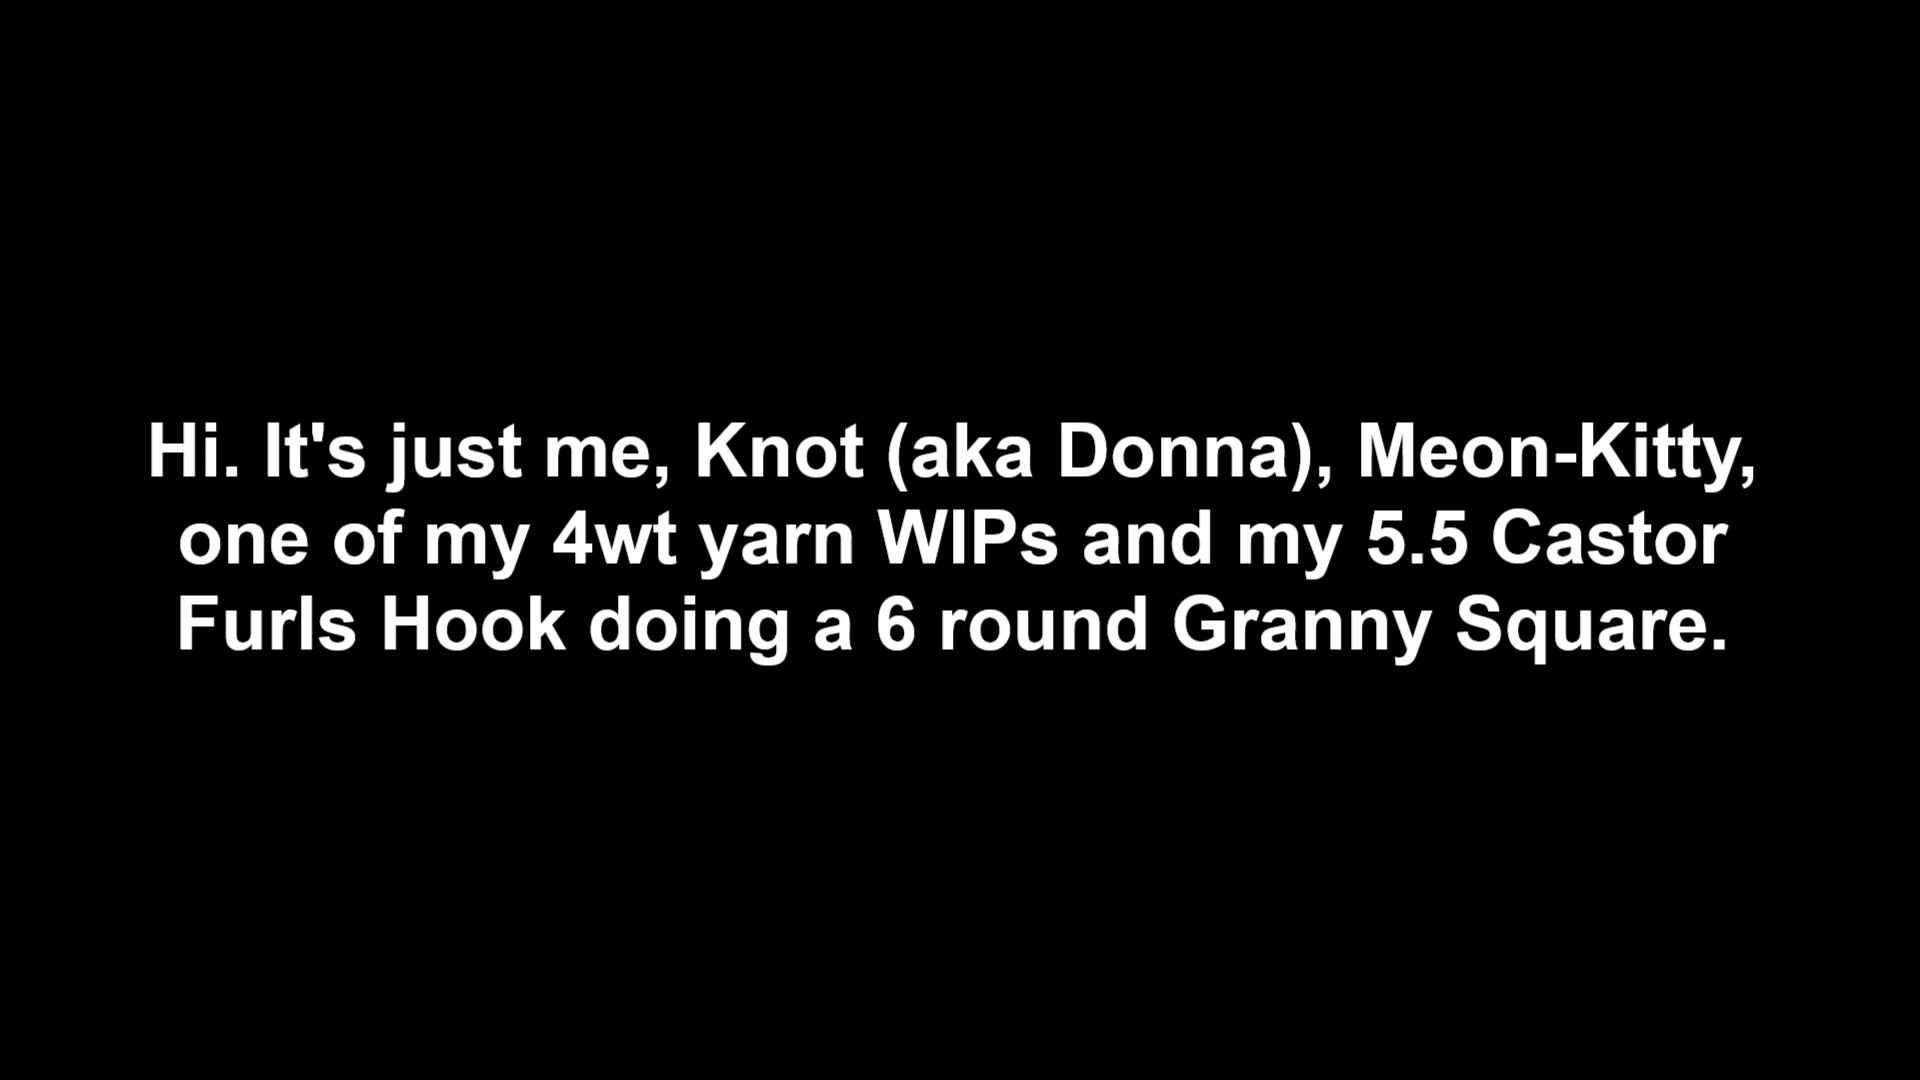 Hi. It's just me, Knot (aka Donna), Meon-Kitty,
one of my 4wt yarn WIPs and my 5.5 Castor
Furls Hook doing a 6 round Granny Square.